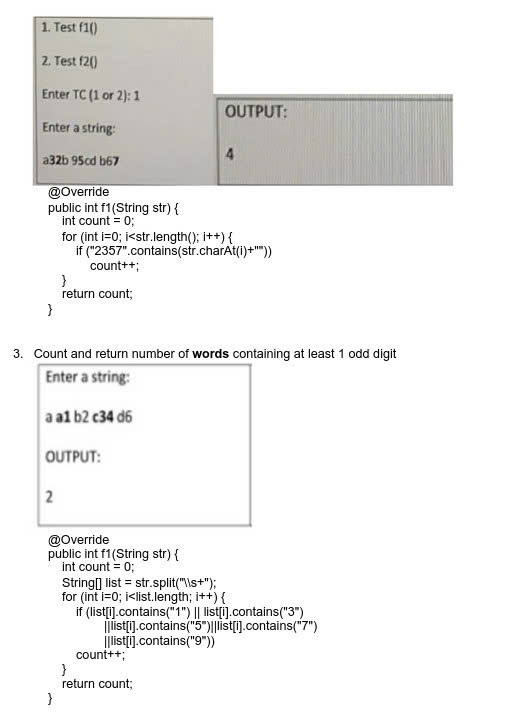 1. Test f1()
2. Test f2()
Enter TC (1 or 2): 1
Enter a string:
a32b 95cd b67
OUTPUT:
4
@Override
public int f1(String str) {
int count = 0;
for (int i=0; i<str.length(); i++) {
if ("2357".contains(str.charAt(i)+""))
count++;
}
return count;
}
3. Count and return number of words containing at least 1 odd digit
Enter a string:
a a1 b2 c34 d6
OUTPUT:
2
@Override
public int f1(String str) {
int count = 0;
String[] list = str.split("\\s+");
for (int i=0; i<list.length; i++) {
if (list[i].contains("1") || list[i].contains("3")
||list[i].contains("5")||list[i].contains("7")
||list[i].contains("9"))
count++;
}
return count;
}